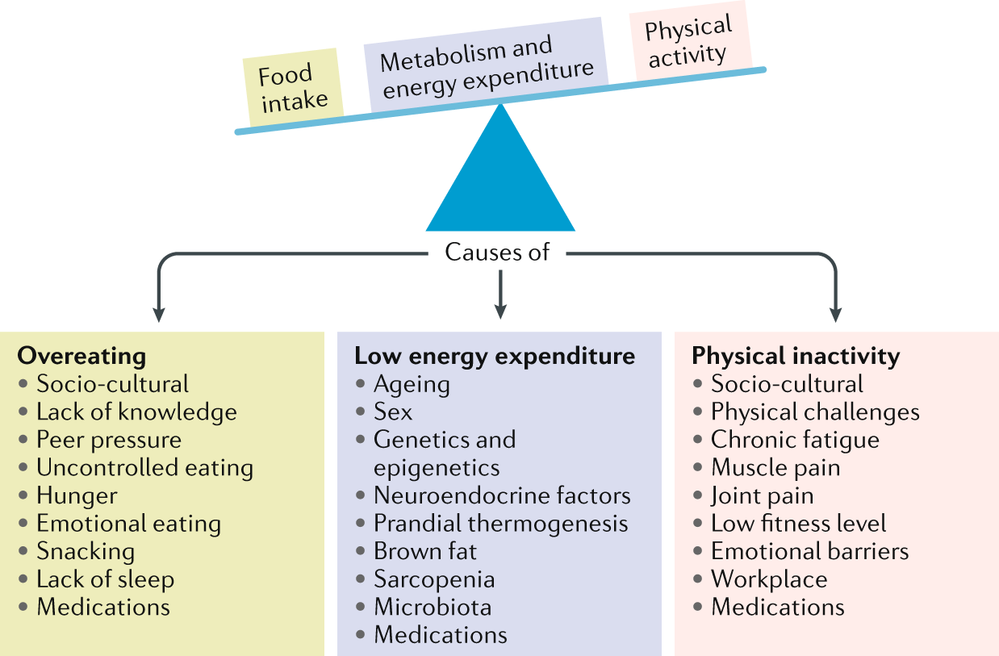 Food
intake
Metabolism and
energy expenditure
Physical
activity
Causes of
Overeating
• Socio-cultural
• Lack of knowledge
• Peer pressure
• Uncontrolled eating
• Hunger
• Emotional eating
• Snacking
• Lack of sleep
• Medications
Low energy expenditure
• Ageing
• Sex
• Genetics and
epigenetics
• Neuroendocrine factors
• Prandial thermogenesis
• Brown fat
• Sarcopenia
• Microbiota
• Medications
Physical inactivity
• Socio-cultural
• Physical challenges
• Chronic fatigue
• Muscle pain
• Joint pain
• Low fitness level
• Emotional barriers
• Workplace
• Medications